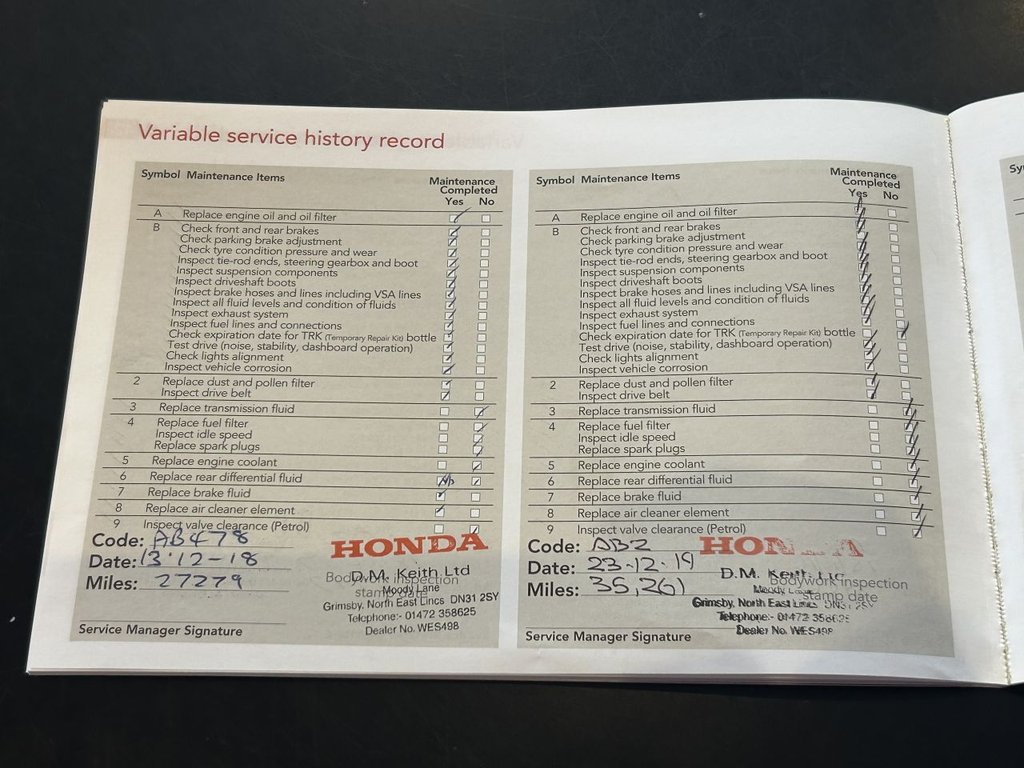 Variable service history record
Symbol Maintenance Items
Maintenance
Completed
Yes No
A Replace engine oil and oil filter
B Check front and rear brakes
Check parking brake adjustment
Check tyre condition pressure and wear
Inspect tie-rod ends, steering gearbox and boot
Inspect suspension components
Inspect driveshaft boots
Inspect brake hoses and lines including VSA lines
Inspect all fluid levels and condition of fluids
Inspect exhaust system
Inspect fuel lines and connections
Check expiration date for TRK (Temporary Repair Kit) bottle
Test drive (noise, stability, dashboard operation)
Check lights alignment
Inspect vehicle corrosion
2 Replace dust and pollen filter
Inspect drive belt
3 Replace transmission fluid
4 Replace fuel filter
Inspect idle speed
Replace spark plugs
5 Replace engine coolant
6 Replace rear differential fluid
7 Replace brake fluid
8 Replace air cleaner element
9 Inspect valve clearance (Petrol)
Code: AB478
Date: 13·12-18
Miles: 27279
HONDA
D.M. Keith Ltd
Bodywork inspection
Moody Lane
stamp date
Grimsby, North East Lincs DN31 2SY
Telephone:- 01472 358625
Dealer No. WES498
Service Manager Signature
Symbol Maintenance Items
Maintenance
Completed
Yes No
A Replace engine oil and oil filter
B Check front and rear brakes
Check parking brake adjustment
Check tyre condition pressure and wear
Inspect tie-rod ends, steering gearbox and boot
Inspect suspension components
Inspect driveshaft boots
Inspect brake hoses and lines including VSA lines
Inspect all fluid levels and condition of fluids
Inspect exhaust system
Inspect fuel lines and connections
Check expiration date for TRK (Temporary Repair Kit) bottle
Test drive (noise, stability, dashboard operation)
Check lights alignment
Inspect vehicle corrosion
2 Replace dust and pollen filter
Inspect drive belt
3 Replace transmission fluid
4 Replace fuel filter
Inspect idle speed
Replace spark plugs
5 Replace engine coolant
6 Replace rear differential fluid
7 Replace brake fluid
8 Replace air cleaner element
9 Inspect valve clearance (Petrol)
Code: AB2
Date: 23-12-19
Miles: 35,261
HONDA
D.M. Keith
Bodywork inspection
Moody
stamp date
Grimsby, North East Lincs DN31 2SY
Telephone:- 01472 358625
Dealer No. WES498
Service Manager Signature
Sy